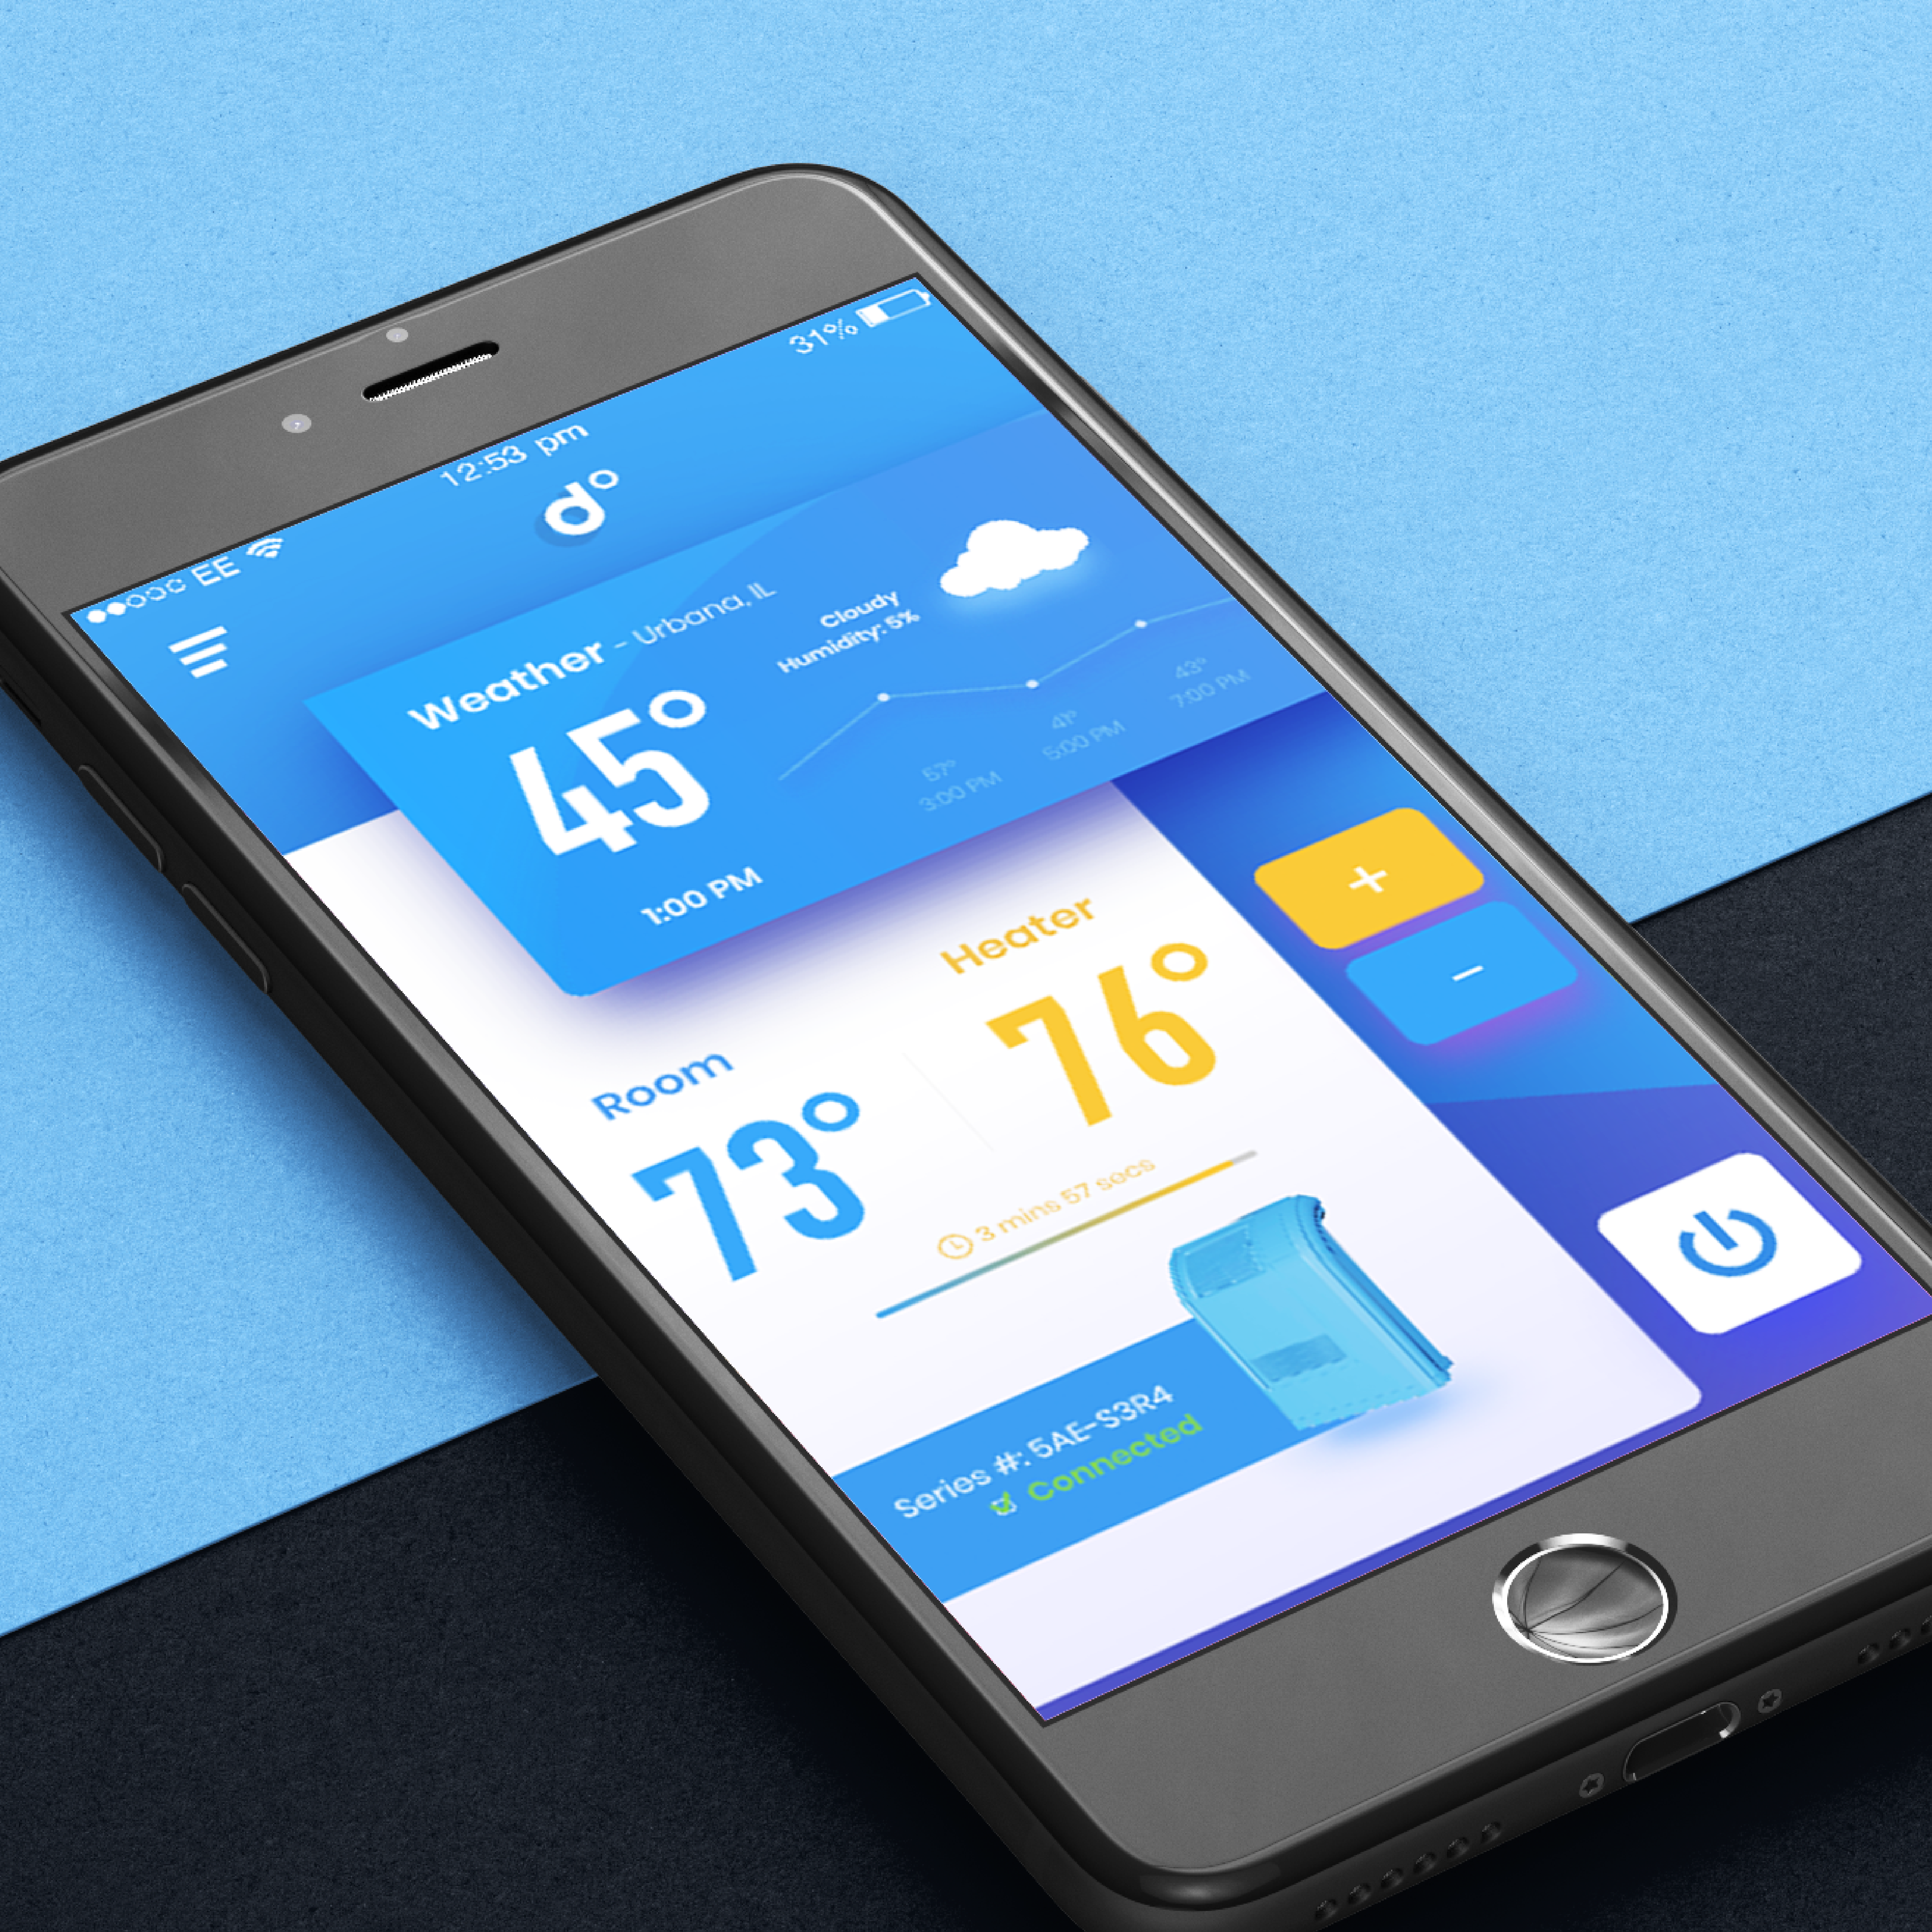 ●●○○○ EE
12:53 pm
31%
d°
Weather - Urbana, IL
45°
1:00 PM
Cloudy
Humidity: 5%
57°
3:00 PM
41°
5:00 PM
43°
7:00 PM
Room
73°
Heater
76°
3 mins 57 secs
+
-
Series #: 5AE-S3R4
Connected